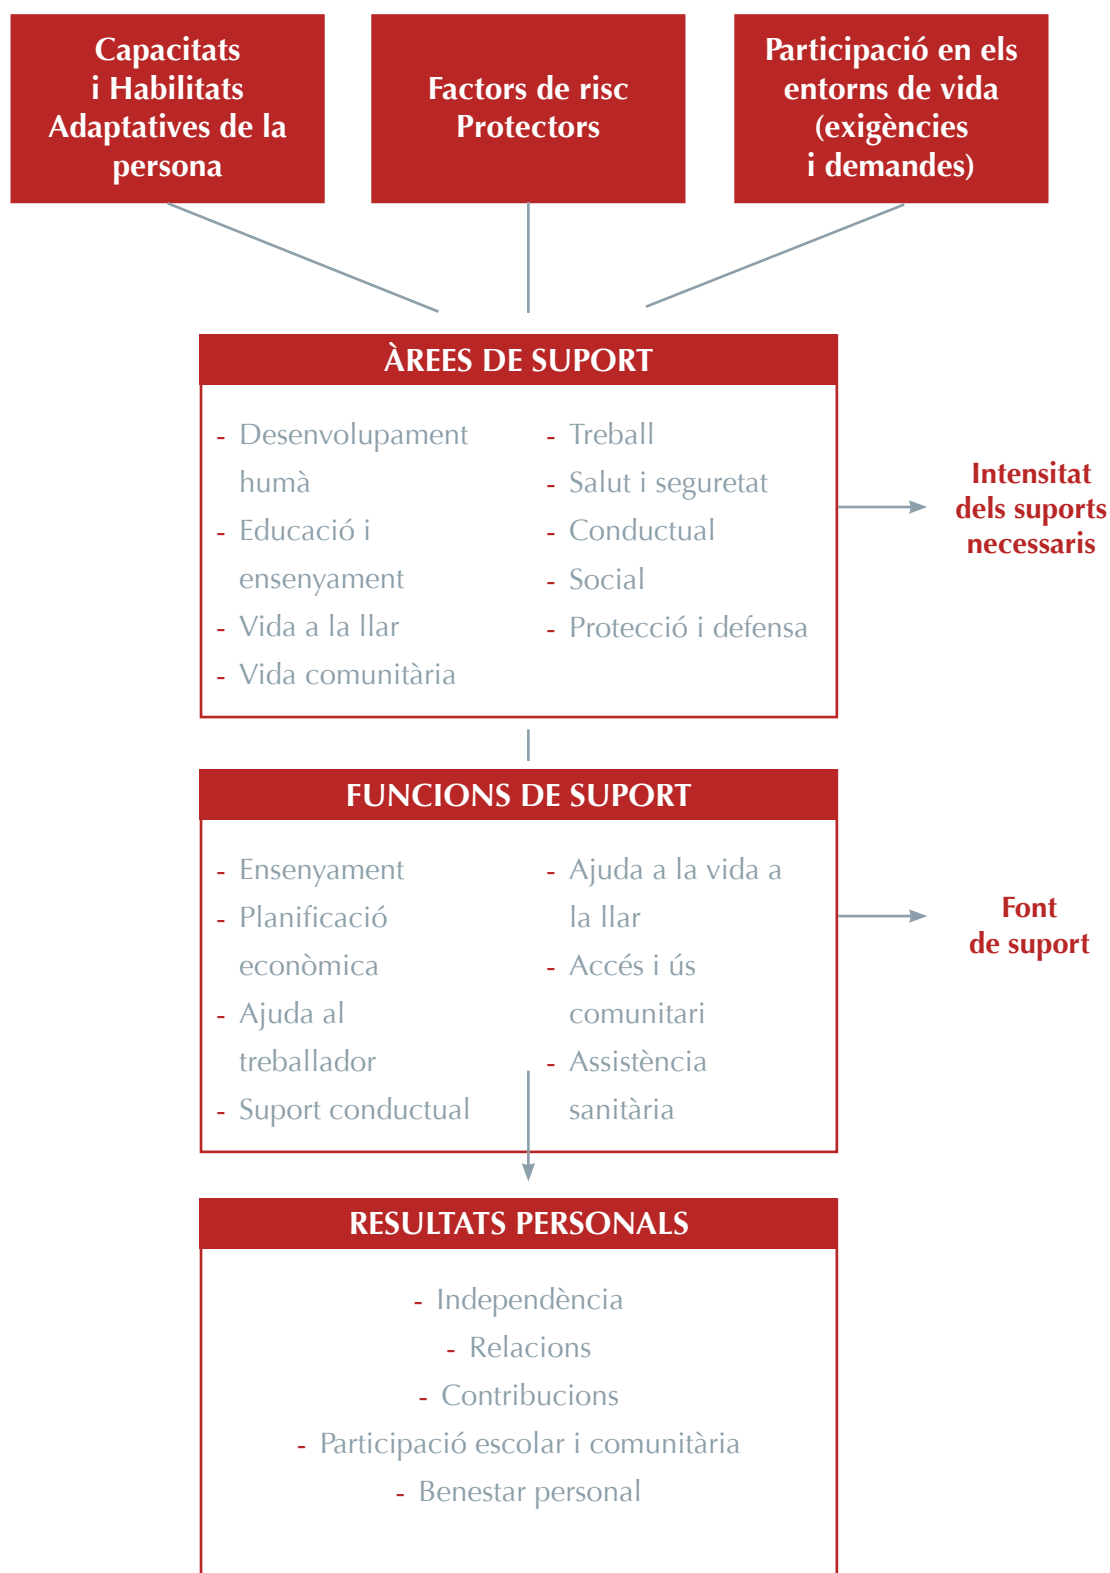 Capacitats
i Habilitats
Adaptatives de la
persona
Factors de risc
Protectors
Participació en els
entorns de vida
(exigències
i demandes)
ÀREES DE SUPORT
- Desenvolupament
humà
- Educació i
ensenyament
- Vida a la llar
- Vida comunitària
- Treball
- Salut i seguretat
- Conductual
- Social
- Protecció i defensa
Intensitat
dels suports
necessaris
FUNCIONS DE SUPORT
- Ensenyament
- Planificació
econòmica
- Ajuda al
treballador
- Suport conductual
- Ajuda a la vida a
la llar
- Accés i ús
comunitari
- Assistència
sanitària
Font
de suport
RESULTATS PERSONALS
- Independència
- Relacions
- Contribucions
- Participació escolar i comunitària
- Benestar personal